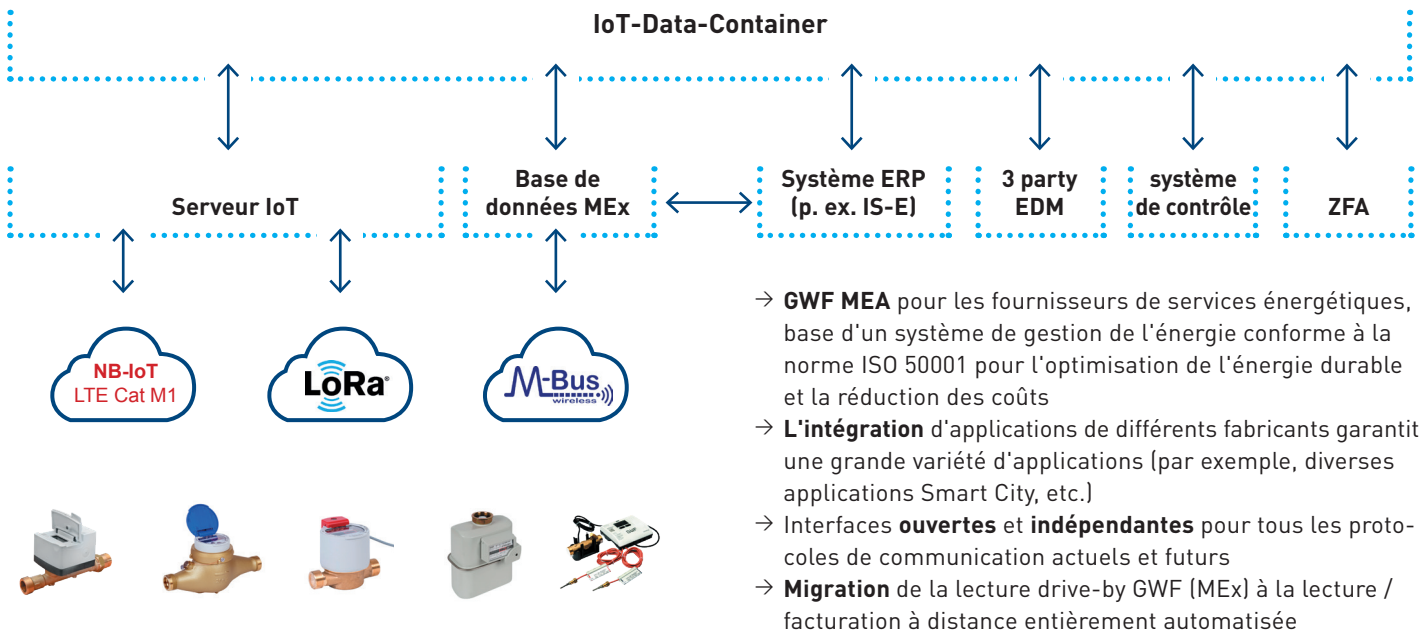 IoT-Data-Container
Serveur IoT
Base de
données MEx
Système ERP
(p. ex. IS-E)
3 party
EDM
système
de contrôle
ZFA
NB-IoT
LTE Cat M1
LoRa®
M-Bus
wireless
→ GWF MEA pour les fournisseurs de services énergétiques,
base d'un système de gestion de l'énergie conforme à la
norme ISO 50001 pour l'optimisation de l'énergie durable
et la réduction des coûts
→ L'intégration d'applications de différents fabricants garantit
une grande variété d'applications (par exemple, diverses
applications Smart City, etc.)
→ Interfaces ouvertes et indépendantes pour tous les proto-
coles de communication actuels et futurs
→ Migration de la lecture drive-by GWF (MEx) à la lecture /
facturation à distance entièrement automatisée